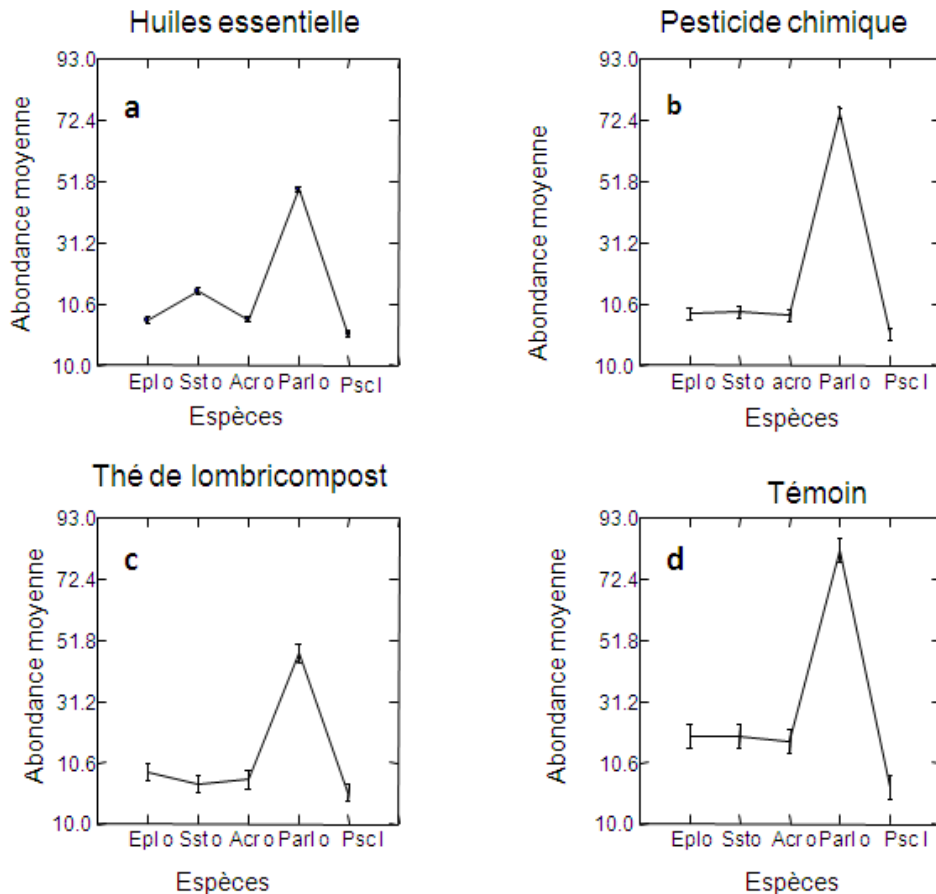 Huiles essentielle
Abondance moyenne
93.0
72.4
51.8
31.2
10.6
10.0
a
Eplo Ssto Acro Parlo Pscl
Espèces
Pesticide chimique
Abondance moyenne
93.0
72.4
51.8
31.2
10.6
10.0
b
Eplo Ssto acro Parlo Pscl
Espèces
Thé de lombricompost
Abondance moyenne
93.0
72.4
51.8
31.2
10.6
10.0
c
Eplo Ssto Acro Parlo Pscl
Espèces
Témoin
Abondance moyenne
93.0
72.4
51.8
31.2
10.6
10.0
d
Eplo Ssto Acro Parlo Pscl
Espèces